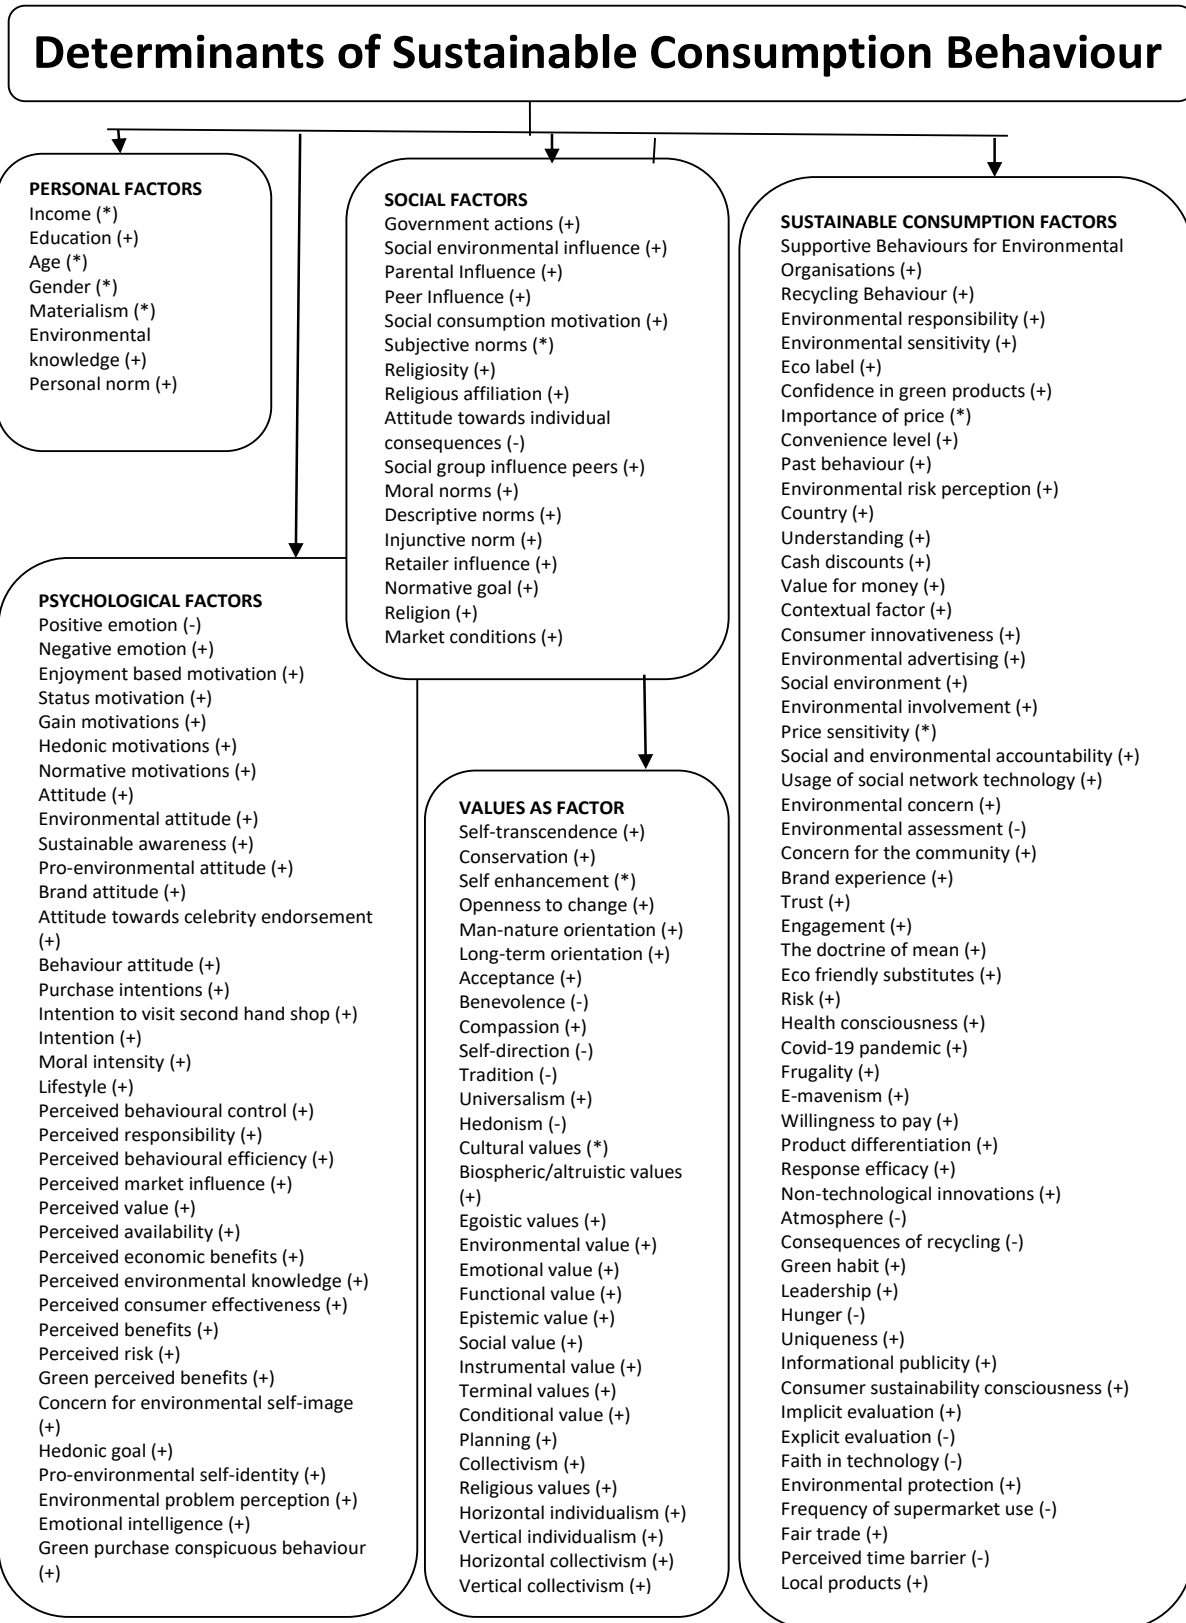 Determinants of Sustainable Consumption Behaviour
PERSONAL FACTORS
Income (*)
Education (+)
Age (*)
Gender (*)
Materialism (*)
Environmental
knowledge (+)
Personal norm (+)
SOCIAL FACTORS
Government actions (+)
Social environmental influence (+)
Parental Influence (+)
Peer Influence (+)
Social consumption motivation (+)
Subjective norms (*)
Religiosity (+)
Religious affiliation (+)
Attitude towards individual
consequences (-)
Social group influence peers (+)
Moral norms (+)
Descriptive norms (+)
Injunctive norm (+)
Retailer influence (+)
Normative goal (+)
Religion (+)
Market conditions (+)
SUSTAINABLE CONSUMPTION FACTORS
Supportive Behaviours for Environmental
Organisations (+)
Recycling Behaviour (+)
Environmental responsibility (+)
Environmental sensitivity (+)
Eco label (+)
Confidence in green products (+)
Importance of price (*)
Convenience level (+)
Past behaviour (+)
Environmental risk perception (+)
Country (+)
Understanding (+)
Cash discounts (+)
Value for money (+)
Contextual factor (+)
Consumer innovativeness (+)
Environmental advertising (+)
Social environment (+)
Environmental involvement (+)
Price sensitivity (*)
Social and environmental accountability (+)
Usage of social network technology (+)
Environmental concern (+)
Environmental assessment (-)
Concern for the community (+)
Brand experience (+)
Trust (+)
Engagement (+)
The doctrine of mean (+)
Eco friendly substitutes (+)
Risk (+)
Health consciousness (+)
Covid-19 pandemic (+)
Frugality (+)
E-mavenism (+)
Willingness to pay (+)
Product differentiation (+)
Response efficacy (+)
Non-technological innovations (+)
Atmosphere (-)
Consequences of recycling (-)
Green habit (+)
Leadership (+)
Hunger (-)
Uniqueness (+)
Informational publicity (+)
Consumer sustainability consciousness (+)
Implicit evaluation (+)
Explicit evaluation (-)
Faith in technology (-)
Environmental protection (+)
Frequency of supermarket use (-)
Fair trade (+)
Perceived time barrier (-)
Local products (+)
PSYCHOLOGICAL FACTORS
Positive emotion (-)
Negative emotion (+)
Enjoyment based motivation (+)
Status motivation (+)
Gain motivations (+)
Hedonic motivations (+)
Normative motivations (+)
Attitude (+)
Environmental attitude (+)
Sustainable awareness (+)
Pro-environmental attitude (+)
Brand attitude (+)
Attitude towards celebrity endorsement
(+)
Behaviour attitude (+)
Purchase intentions (+)
Intention to visit second hand shop (+)
Intention (+)
Moral intensity (+)
Lifestyle (+)
Perceived behavioural control (+)
Perceived responsibility (+)
Perceived behavioural efficiency (+)
Perceived market influence (+)
Perceived value (+)
Perceived availability (+)
Perceived economic benefits (+)
Perceived environmental knowledge (+)
Perceived consumer effectiveness (+)
Perceived benefits (+)
Perceived risk (+)
Green perceived benefits (+)
Concern for environmental self-image
(+)
Hedonic goal (+)
Pro-environmental self-identity (+)
Environmental problem perception (+)
Emotional intelligence (+)
Green purchase conspicuous behaviour
(+)
VALUES AS FACTOR
Self-transcendence (+)
Conservation (+)
Self enhancement (*)
Openness to change (+)
Man-nature orientation (+)
Long-term orientation (+)
Acceptance (+)
Benevolence (-)
Compassion (+)
Self-direction (-)
Tradition (-)
Universalism (+)
Hedonism (-)
Cultural values (*)
Biospheric/altruistic values
(+)
Egoistic values (+)
Environmental value (+)
Emotional value (+)
Functional value (+)
Epistemic value (+)
Social value (+)
Instrumental value (+)
Terminal values (+)
Conditional value (+)
Planning (+)
Collectivism (+)
Religious values (+)
Horizontal individualism (+)
Vertical individualism (+)
Horizontal collectivism (+)
Vertical collectivism (+)